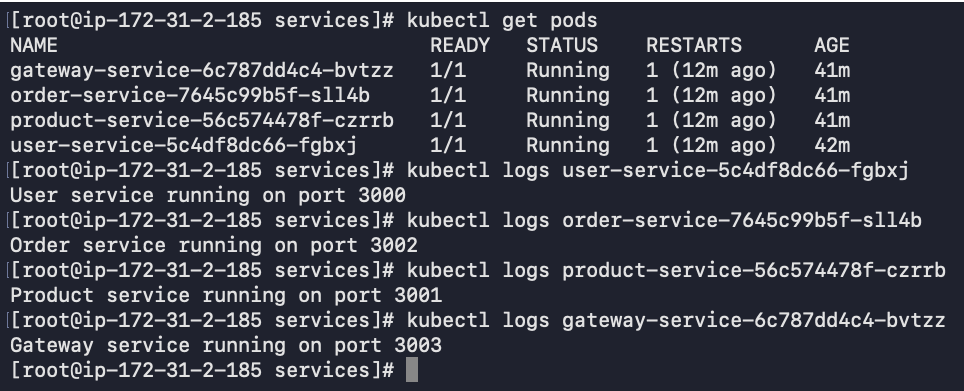 [root@ip-172-31-2-185 services]# kubectl get pods
NAME READY STATUS RESTARTS AGE
gateway-service-6c787dd4c4-bvtzz 1/1 Running 1 (12m ago) 41m
order-service-7645c99b5f-sll4b 1/1 Running 1 (12m ago) 41m
product-service-56c574478f-czrrb 1/1 Running 1 (12m ago) 41m
user-service-5c4df8dc66-fgbxj 1/1 Running 1 (12m ago) 42m
[root@ip-172-31-2-185 services]# kubectl logs user-service-5c4df8dc66-fgbxj
User service running on port 3000
[root@ip-172-31-2-185 services]# kubectl logs order-service-7645c99b5f-sll4b
Order service running on port 3002
[root@ip-172-31-2-185 services]# kubectl logs product-service-56c574478f-czrrb
Product service running on port 3001
[root@ip-172-31-2-185 services]# kubectl logs gateway-service-6c787dd4c4-bvtzz
Gateway service running on port 3003
[root@ip-172-31-2-185 services]#